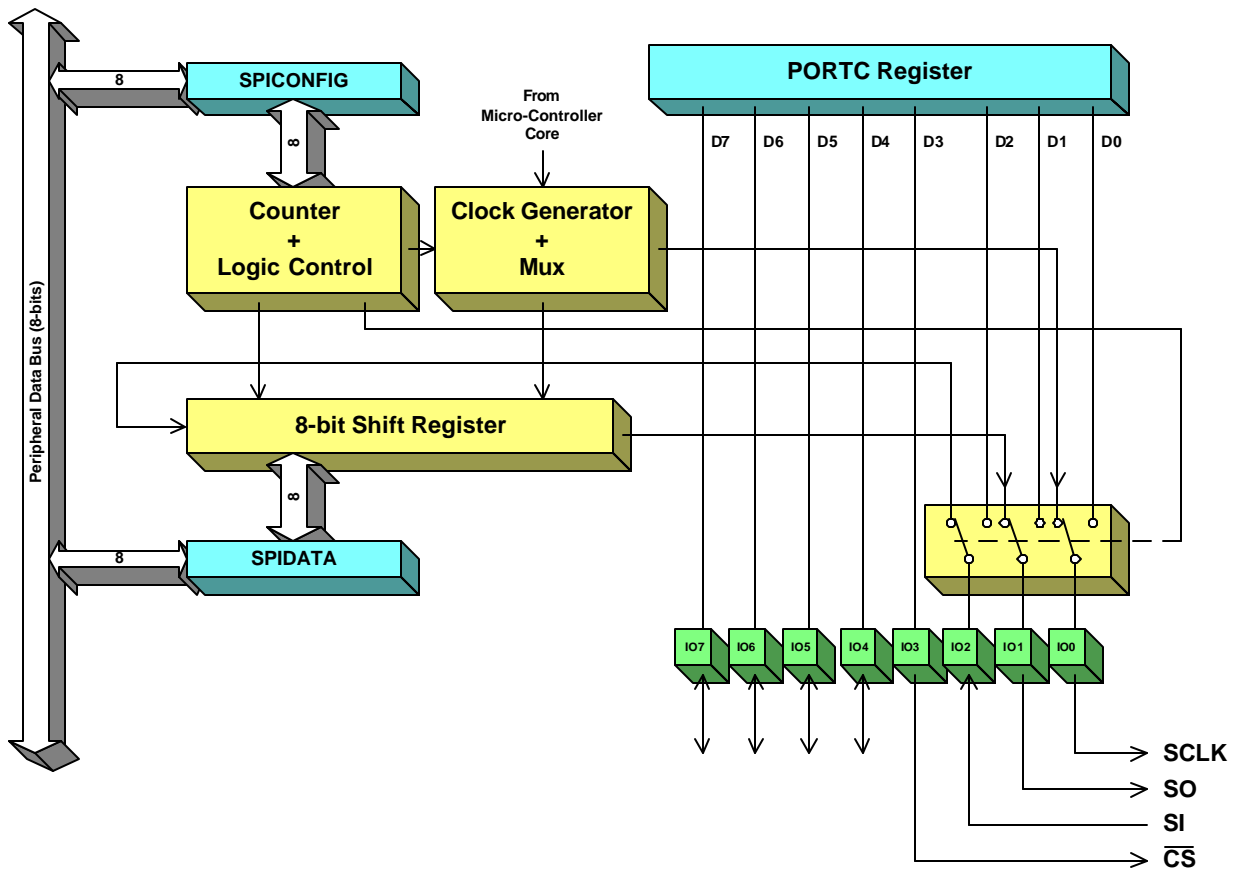 Peripheral Data Bus (8-bits)
8
SPICONFIG
8
From
Micro-Controller
Core
PORTC Register
D7
D6
D5
D4
D3
D2
D1
D0
Counter
+
Logic Control
Clock Generator
+
Mux
8-bit Shift Register
8
8
SPIDATA
IO7
IO6
IO5
IO4
IO3
IO2
IO1
IO0
SCLK
SO
SI
C̅S̅